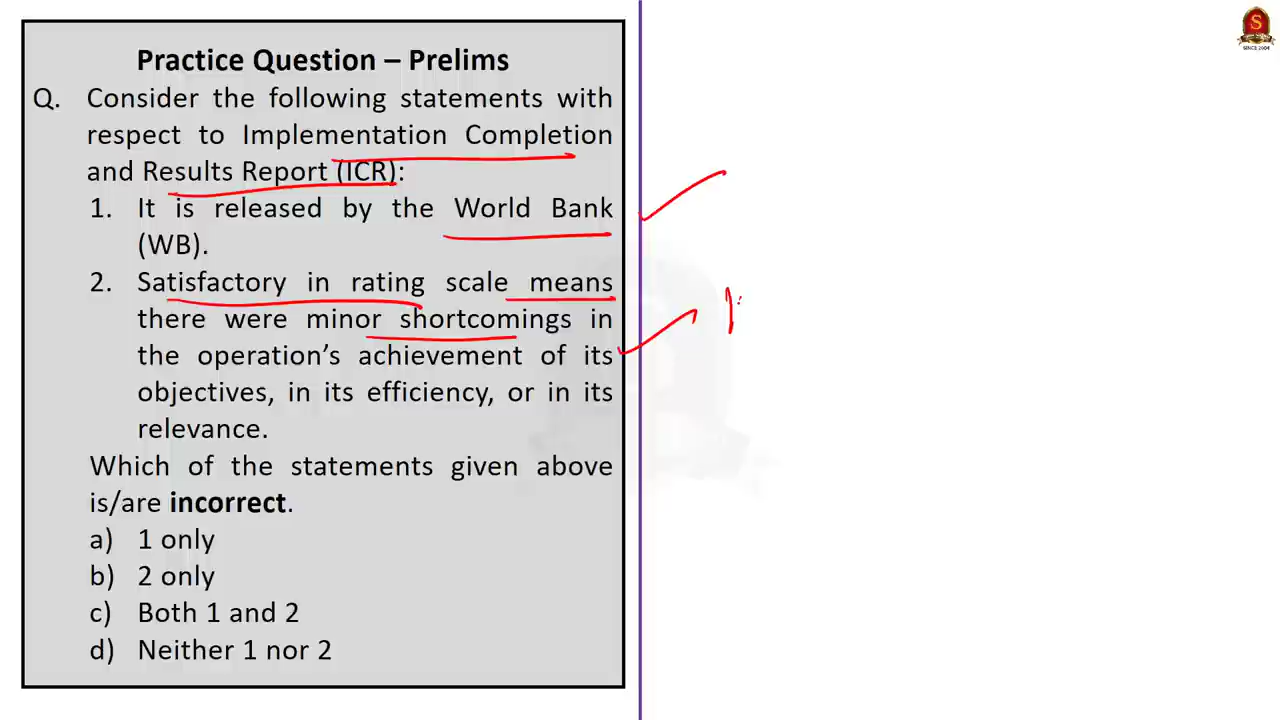 Practice Question – Prelims
Q. Consider the following statements with
respect to Implementation Completion
and Results Report (ICR):
1. It is released by the World Bank
(WB).
2. Satisfactory in rating scale means
there were minor shortcomings in
the operation's achievement of its
objectives, in its efficiency, or in its
relevance.
Which of the statements given above
is/are incorrect.
a) 1 only
b) 2 only
c) Both 1 and 2
d) Neither 1 nor 2
S
SINCE 2004